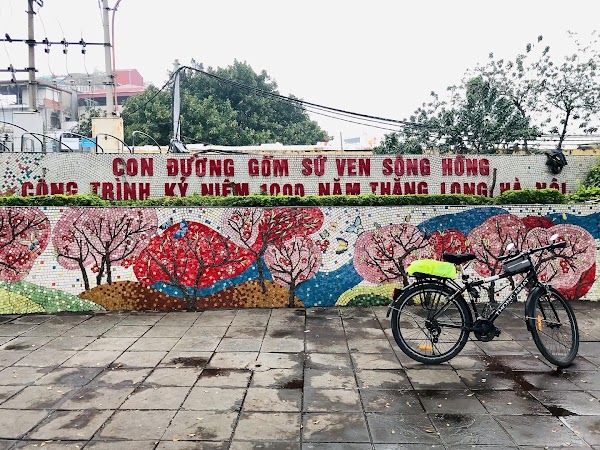 CON ĐƯỜNG GỐM SỨ VEN SÔNG HỒNG
CÔNG TRÌNH KỶ NIỆM 1000 NĂM THĂNG LONG HÀ NỘI